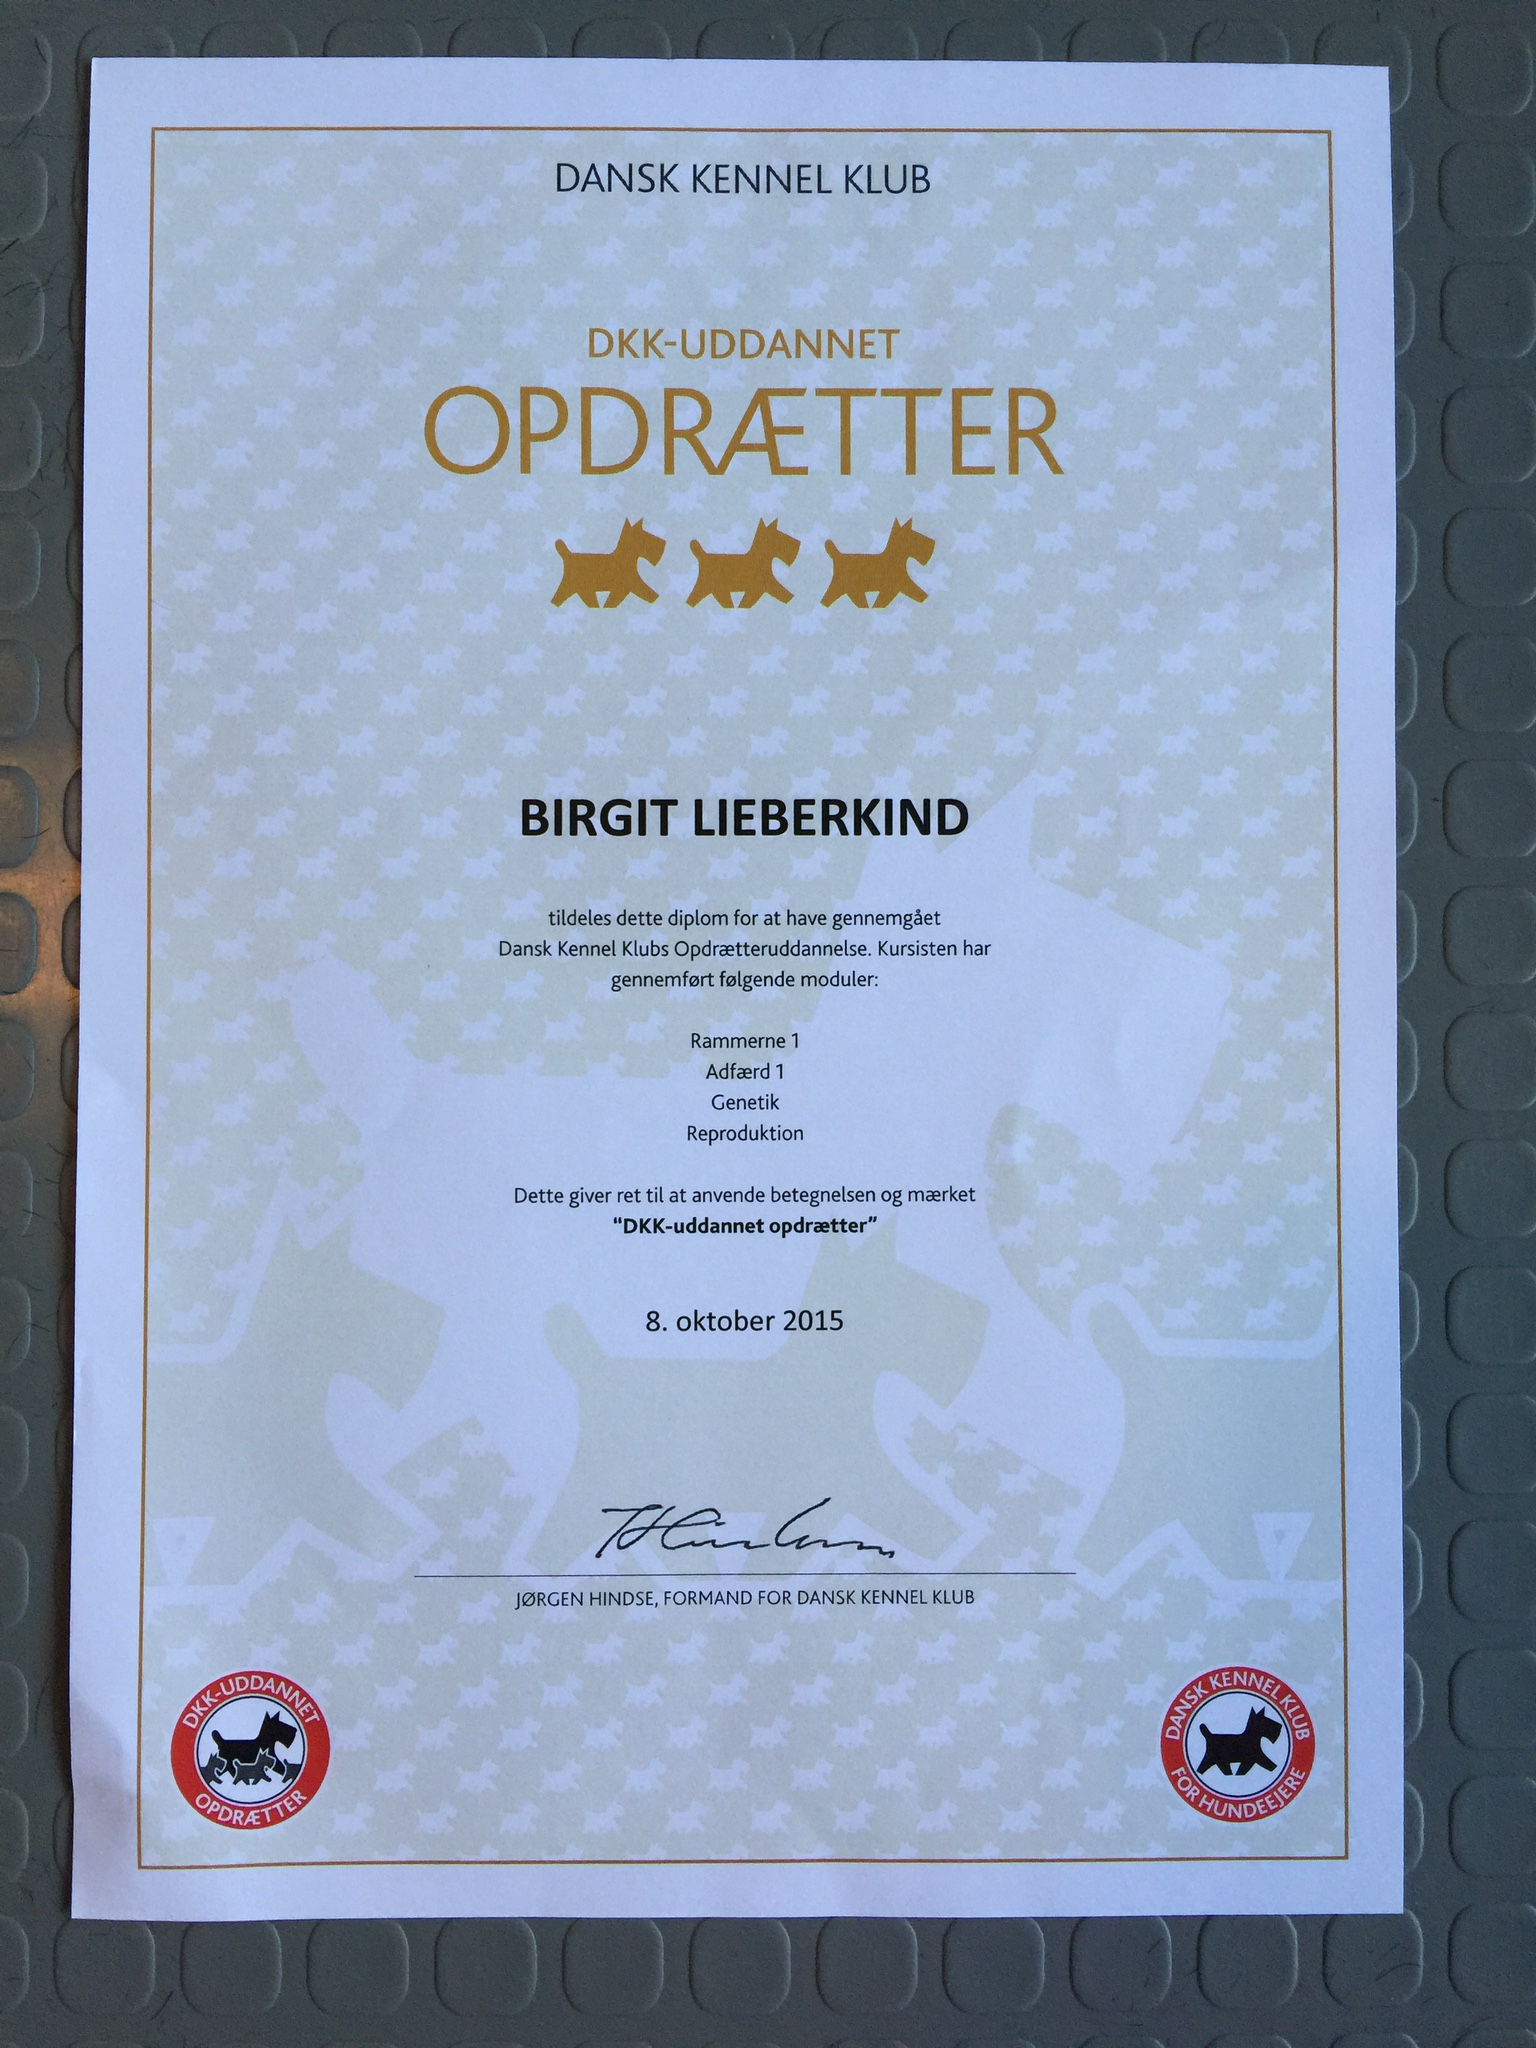 DANSK KENNEL KLUB
DKK-UDDANNET
OPDRÆTTER
BIRGIT LIEBERKIND
tildeles dette diplom for at have gennemgået
Dansk Kennel Klubs Opdrætteruddannelse. Kursisten har
gennemført følgende moduler:
Rammerne 1
Adfærd 1
Genetik
Reproduktion
Dette giver ret til at anvende betegnelsen og mærket
“DKK-uddannet opdrætter”
8. oktober 2015
JØRGEN HINDSE, FORMAND FOR DANSK KENNEL KLUB
DKK-UDDANNET
OPDRÆTTER
DANSK KENNEL KLUB
FOR HUNDEEJERE